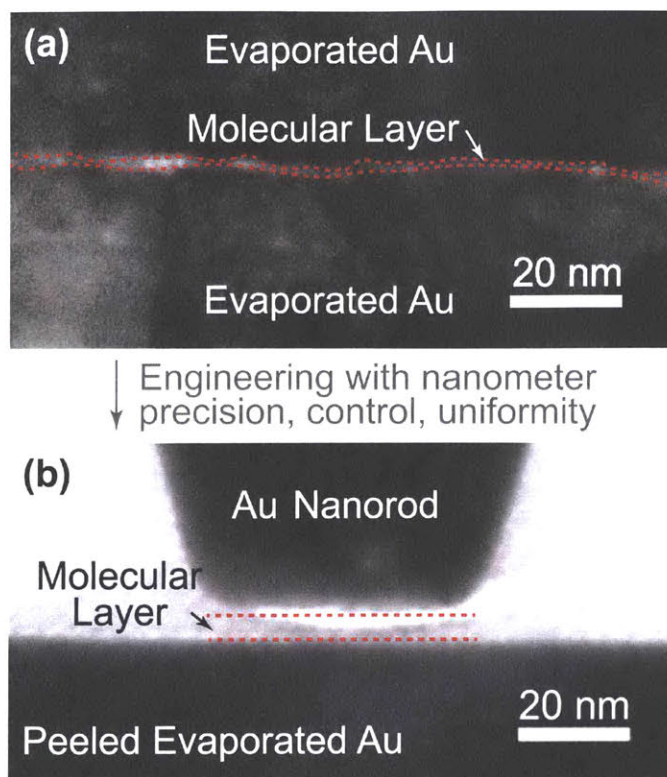 (a)
Evaporated Au
Molecular Layer
Evaporated Au
20 nm
Engineering with nanometer
precision, control, uniformity
(b)
Au Nanorod
Molecular
Layer
20 nm
Peeled Evaporated Au